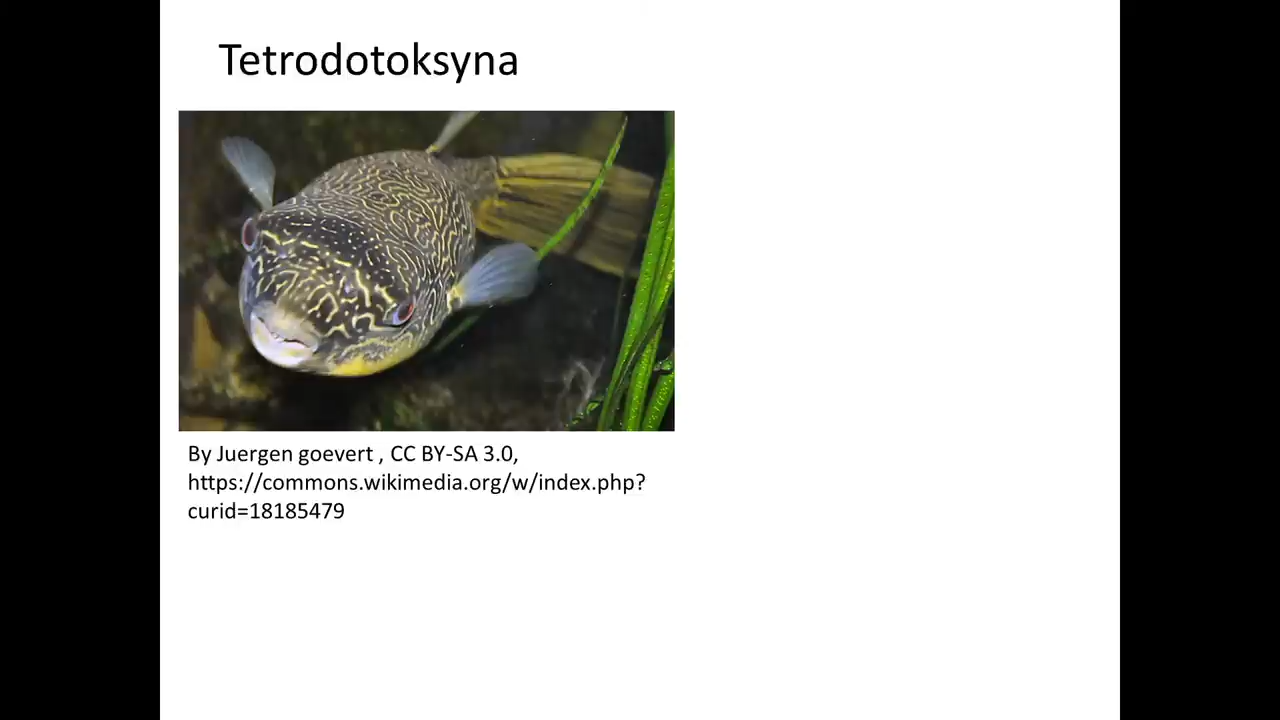 Tetrodotoksyna
By Juergen goevert , CC BY-SA 3.0,
https://commons.wikimedia.org/w/index.php?
curid=18185479